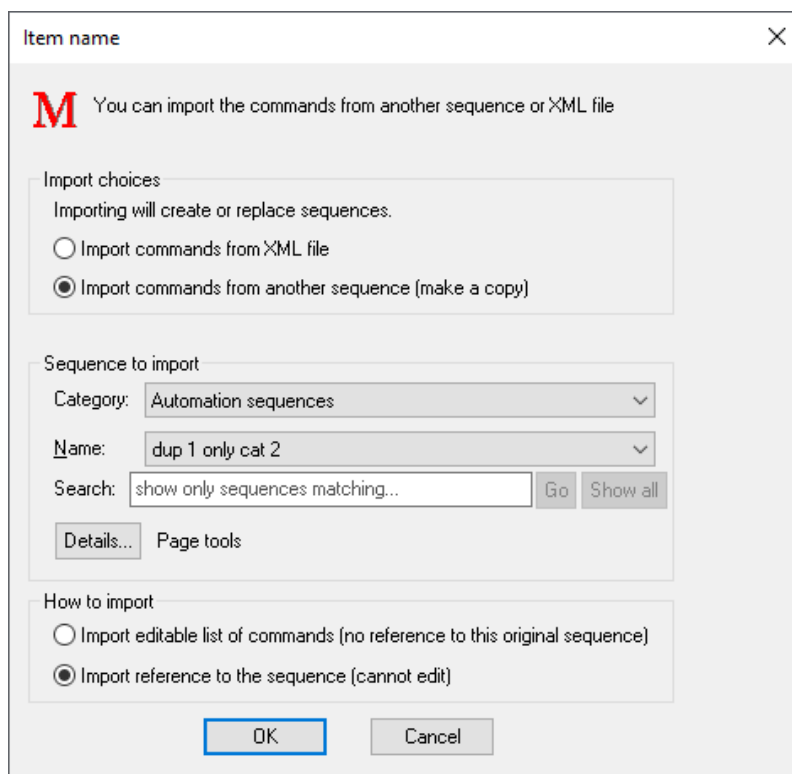 Item name
M You can import the commands from another sequence or XML file
Import choices
Importing will create or replace sequences.
Import commands from XML file
Import commands from another sequence (make a copy)
Sequence to import
Category: Automation sequences
Name: dup 1 only cat 2
Search: show only sequences matching... Go Show all
Details... Page tools
How to import
Import editable list of commands (no reference to this original sequence)
Import reference to the sequence (cannot edit)
OK Cancel